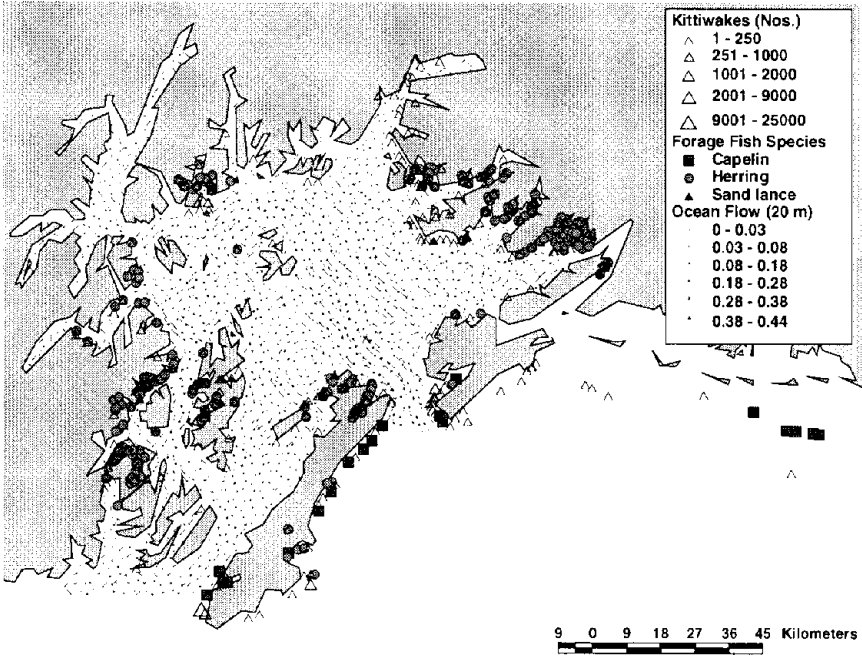 Kittiwakes (Nos.)
1 - 250
251 - 1000
1001 - 2000
2001 - 9000
9001 - 25000
Forage Fish Species
Capelin
Herring
Sand lance
Ocean Flow (20 m)
0 - 0.03
0.03 - 0.08
0.08 - 0.18
0.18 - 0.28
0.28 - 0.38
0.38 - 0.44
9 0 9 18 27 36 45 Kilometers